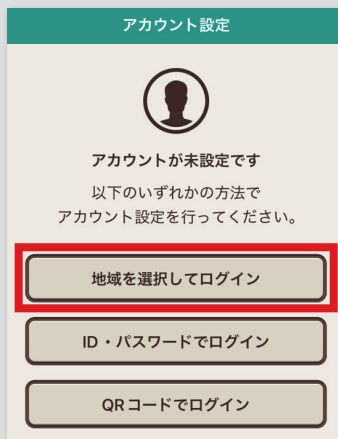 アカウント設定
アカウントが未設定です
以下のいずれかの方法で
アカウント設定を行ってください。
地域を選択してログイン
ID・パスワードでログイン
QRコードでログイン